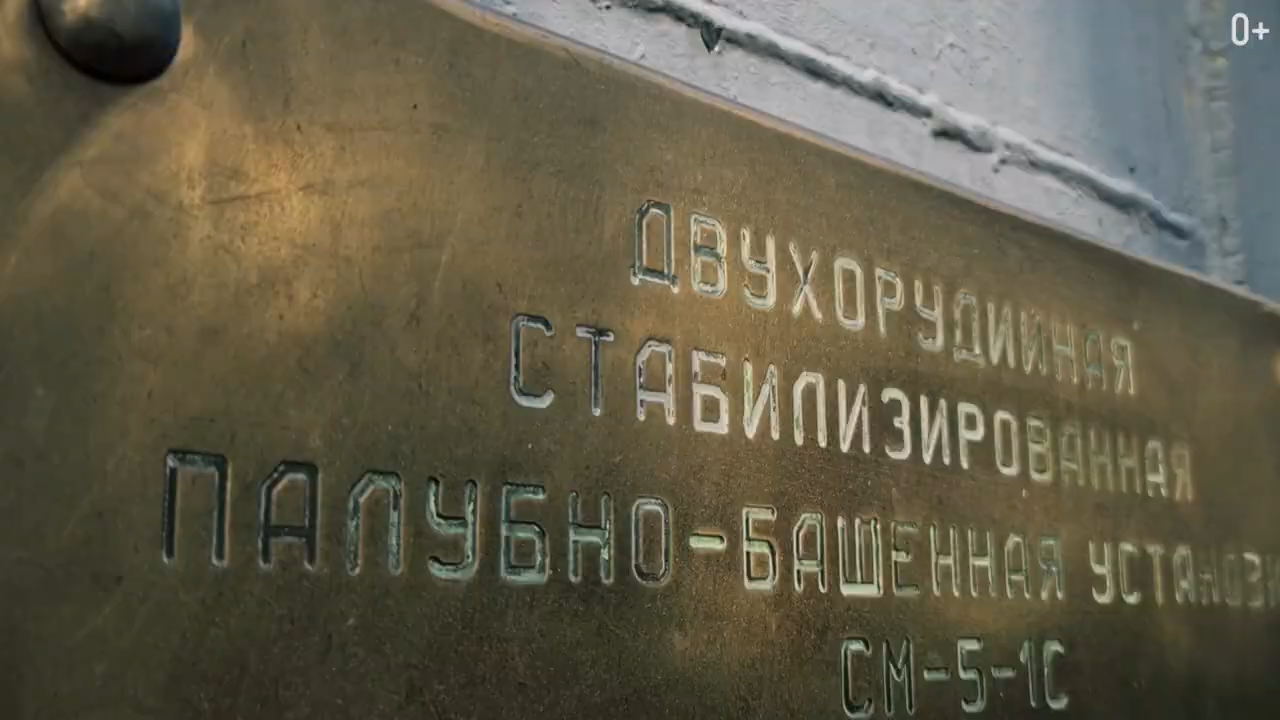 0+
ДВУХОРУДИЙНАЯ
СТАБИЛИЗИРОВАННАЯ
ПАЛУБНО-БАШЕННАЯ
СМ-5-1С